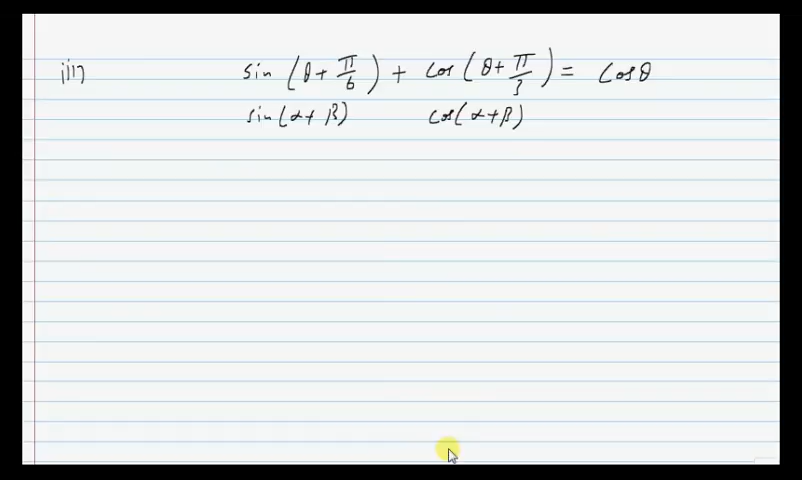 iii) sin (θ + π/6) + cos (θ + π/3) = cosθ
sin(α + β) cos(α + β)